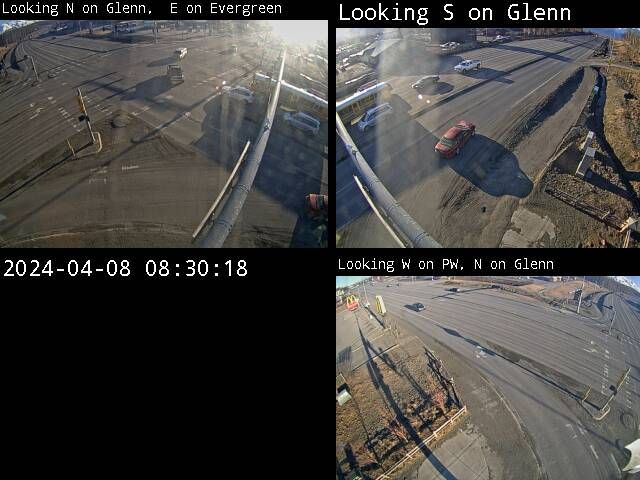 Looking N on Glenn, E on Evergreen
Looking S on Glenn
2024-04-08 08:30:18
Looking W on PW, N on Glenn